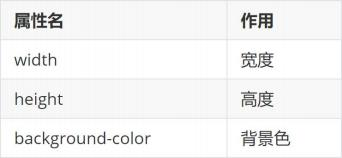 属性名 作用
width 宽度
height 高度
background-color 背景色